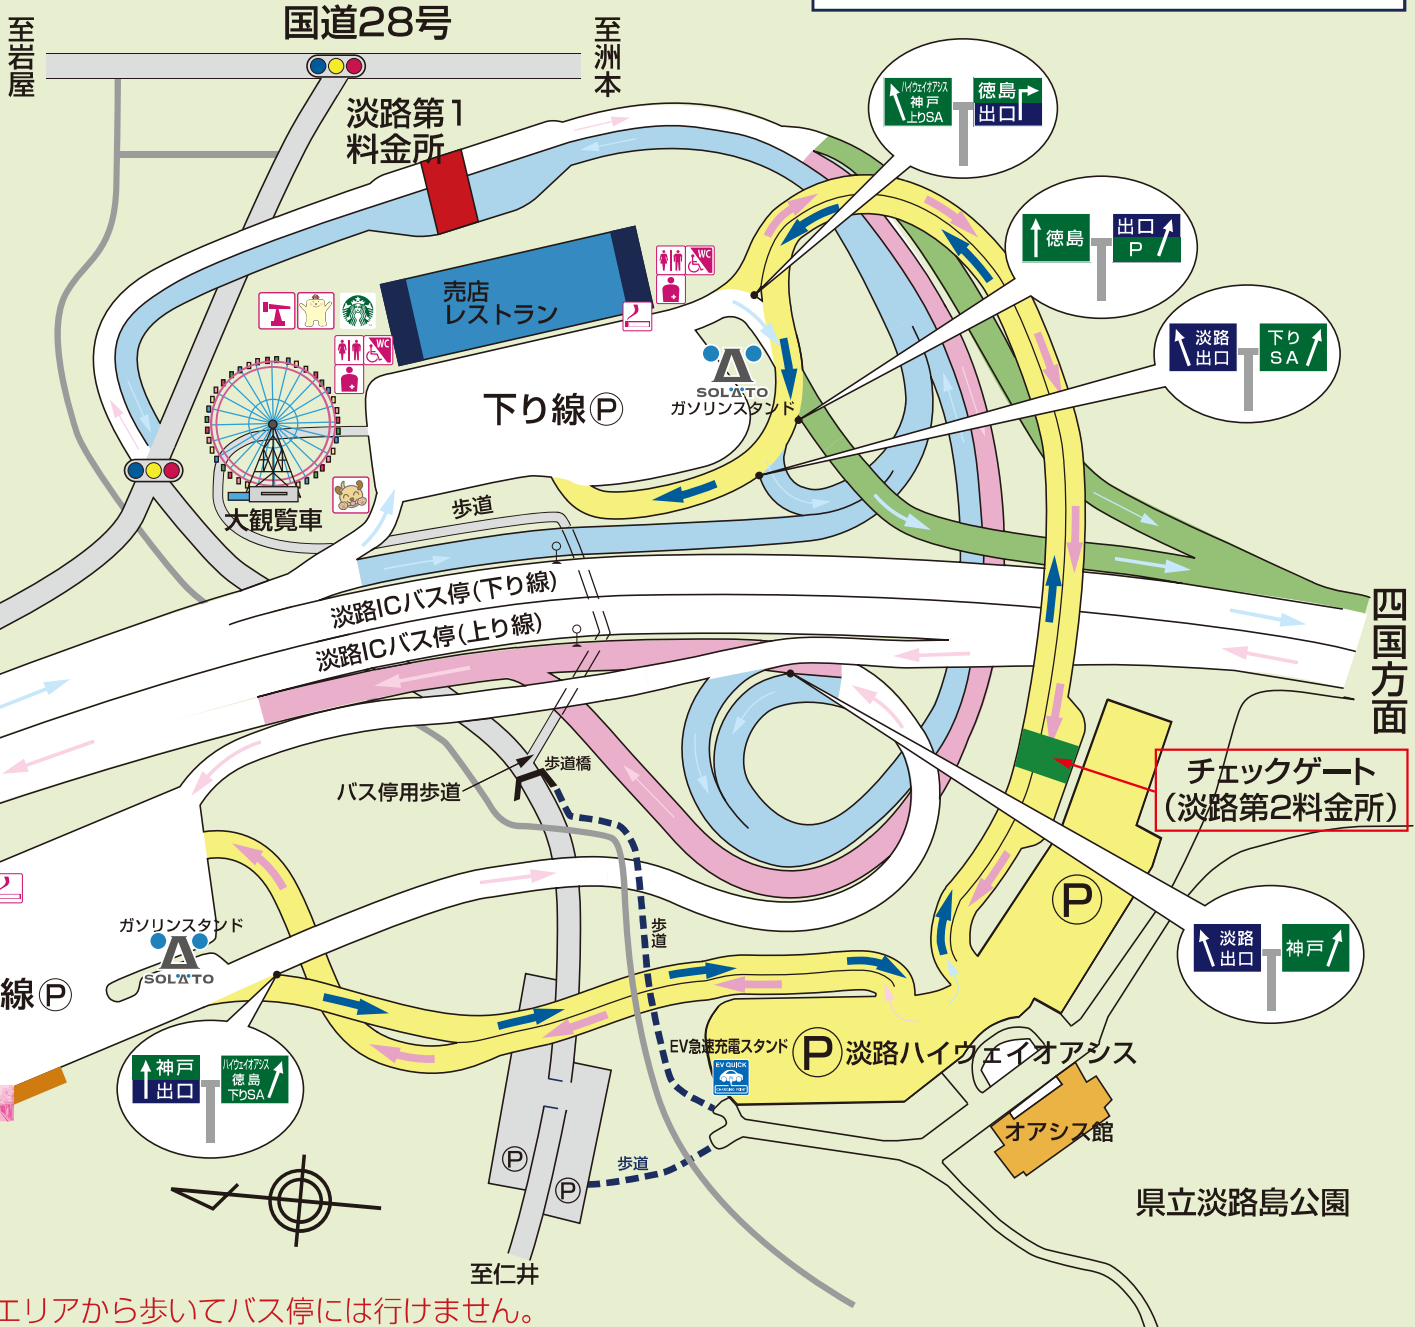 国道28号
至岩屋
至洲本
淡路第1
料金所
ハイウェイオアシス
神戸
上りSA
徳島
出口
徳島
出口
P
淡路
出口
下り
SA
売店
レストラン
WC
WC
下り線P
SOLATO
ガソリンスタンド
大観覧車
歩道
淡路ICバス停(下り線)
淡路ICバス停(上り線)
四国方面
チェックゲート
(淡路第2料金所)
歩道橋
バス停用歩道
P
歩道
淡路
出口
神戸
ガソリンスタンド
SOLATO
線P
EV急速充電スタンド
EV QUICK
CHARGING POINT
P淡路ハイウェイオアシス
神戸
出口
ハイウェイオアシス
徳島
下りSA
オアシス館
P
P
歩道
県立淡路島公園
至仁井
エリアから歩いてバス停には行けません。